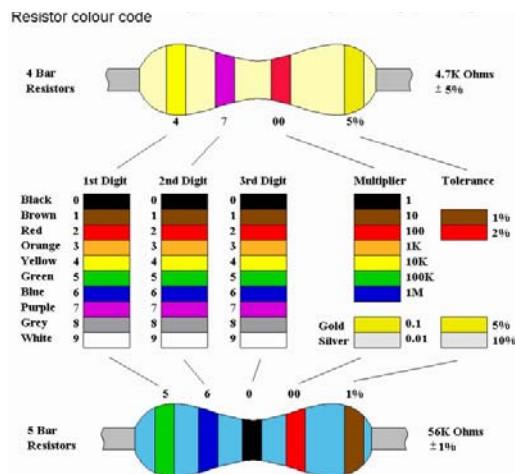 Resistor colour code
4 Bar
Resistors
4.7K Ohms
± 5%
4 7 00 5%
1st Digit 2nd Digit 3rd Digit Multiplier Tolerance
Black 0 0 0 1
Brown 1 1 1 10 1%
Red 2 2 2 100 2%
Orange 3 3 3 1K
Yellow 4 4 4 10K
Green 5 5 5 100K
Blue 6 6 6 1M
Purple 7 7 7
Grey 8 8 8 Gold 0.1 5%
White 9 9 9 Silver 0.01 10%
5 6 0 00 1%
5 Bar
Resistors
56K Ohms
± 1%